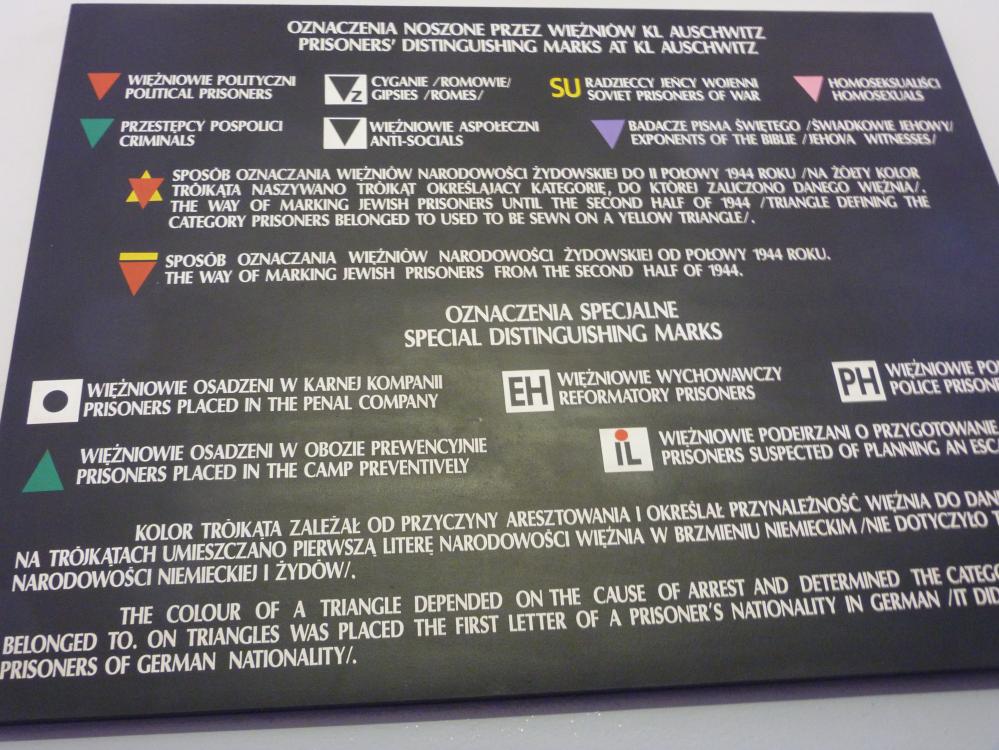 OZNACZENIA NOSZONE PRZEZ WIĘŹNIÓW KL AUSCHWITZ
PRISONERS' DISTINGUISHING MARKS AT KL AUSCHWITZ
WIĘŹNIOWIE POLITYCZNI
POLITICAL PRISONERS
Z
CYGANIE /ROMOWIE/
GIPSIES /ROMES/
SU
RADZIECCY JEŃCY WOJENNI
SOVIET PRISONERS OF WAR
HOMOSEKSUALIŚCI
HOMOSEXUALS
PRZESTĘPCY POSPOLICI
CRIMINALS
WIĘŹNIOWIE ASPOŁECZNI
ANTI-SOCIALS
BADACZE PISMA ŚWIĘTEGO /ŚWIADKOWIE JEHOWY/
EXPONENTS OF THE BIBLIE /JEHOVA WITNESSES/
SPOSÓB OZNACZANIA WIĘŹNIÓW NARODOWOŚCI ŻYDOWSKIEJ DO II POŁOWY 1944 ROKU /NA ŻÓŁTY KOLOR
TRÓJKĄTA NASZYWANO TRÓJKĄT OKREŚLAJĄCY KATEGORIĘ, DO KTÓREJ ZALICZONO DANEGO WIĘŹNIA/.
THE WAY OF MARKING JEWISH PRISONERS UNTIL THE SECOND HALF OF 1944 /TRIANGLE DEFINING THE
CATEGORY PRISONERS BELONGED TO USED TO BE SEWN ON A YELLOW TRIANGLE/.
SPOSÓB OZNACZANIA WIĘŹNIÓW NARODOWOŚCI ŻYDOWSKIEJ OD POŁOWY 1944 ROKU.
THE WAY OF MARKING JEWISH PRISONERS FROM THE SECOND HALF OF 1944.
OZNACZENIA SPECJALNE
SPECIAL DISTINGUISHING MARKS
WIĘŹNIOWIE OSADZENI W KARNEJ KOMPANII
PRISONERS PLACED IN THE PENAL COMPANY
EH
WIĘŹNIOWIE WYCHOWAWCZY
REFORMATORY PRISONERS
PH
WIĘŹNIOWIE
POLICE
WIĘŹNIOWIE OSADZENI W OBOZIE PREWENCYJNIE
PRISONERS PLACED IN THE CAMP PREVENTIVELY
IL
WIĘŹNIOWIE PODEJRZANI O PRZYGOTOWANIE
PRISONERS SUSPECTED OF PLANNING AN
KOLOR TRÓJKĄTA ZALEŻAŁ OD PRZYCZYNY ARESZTOWANIA I OKREŚLAŁ PRZYNALEŻNOŚĆ WIĘŹNIA DO
NA TRÓJKĄTACH UMIESZCZANO PIERWSZĄ LITERĘ NARODOWOŚCI WIĘŹNIA W BRZMIENIU NIEMIECKIM /NIE DOTYCZYŁO
NARODOWOŚCI NIEMIECKIEJ I ŻYDÓW/.
THE COLOUR OF A TRIANGLE DEPENDED ON THE CAUSE OF ARREST AND DETERMINED THE
BELONGED TO. ON TRIANGLES WAS PLACED THE FIRST LETTER OF A PRISONER'S NATIONALITY IN GERMAN /IT DID
PRISONERS OF GERMAN NATIONALITY/.